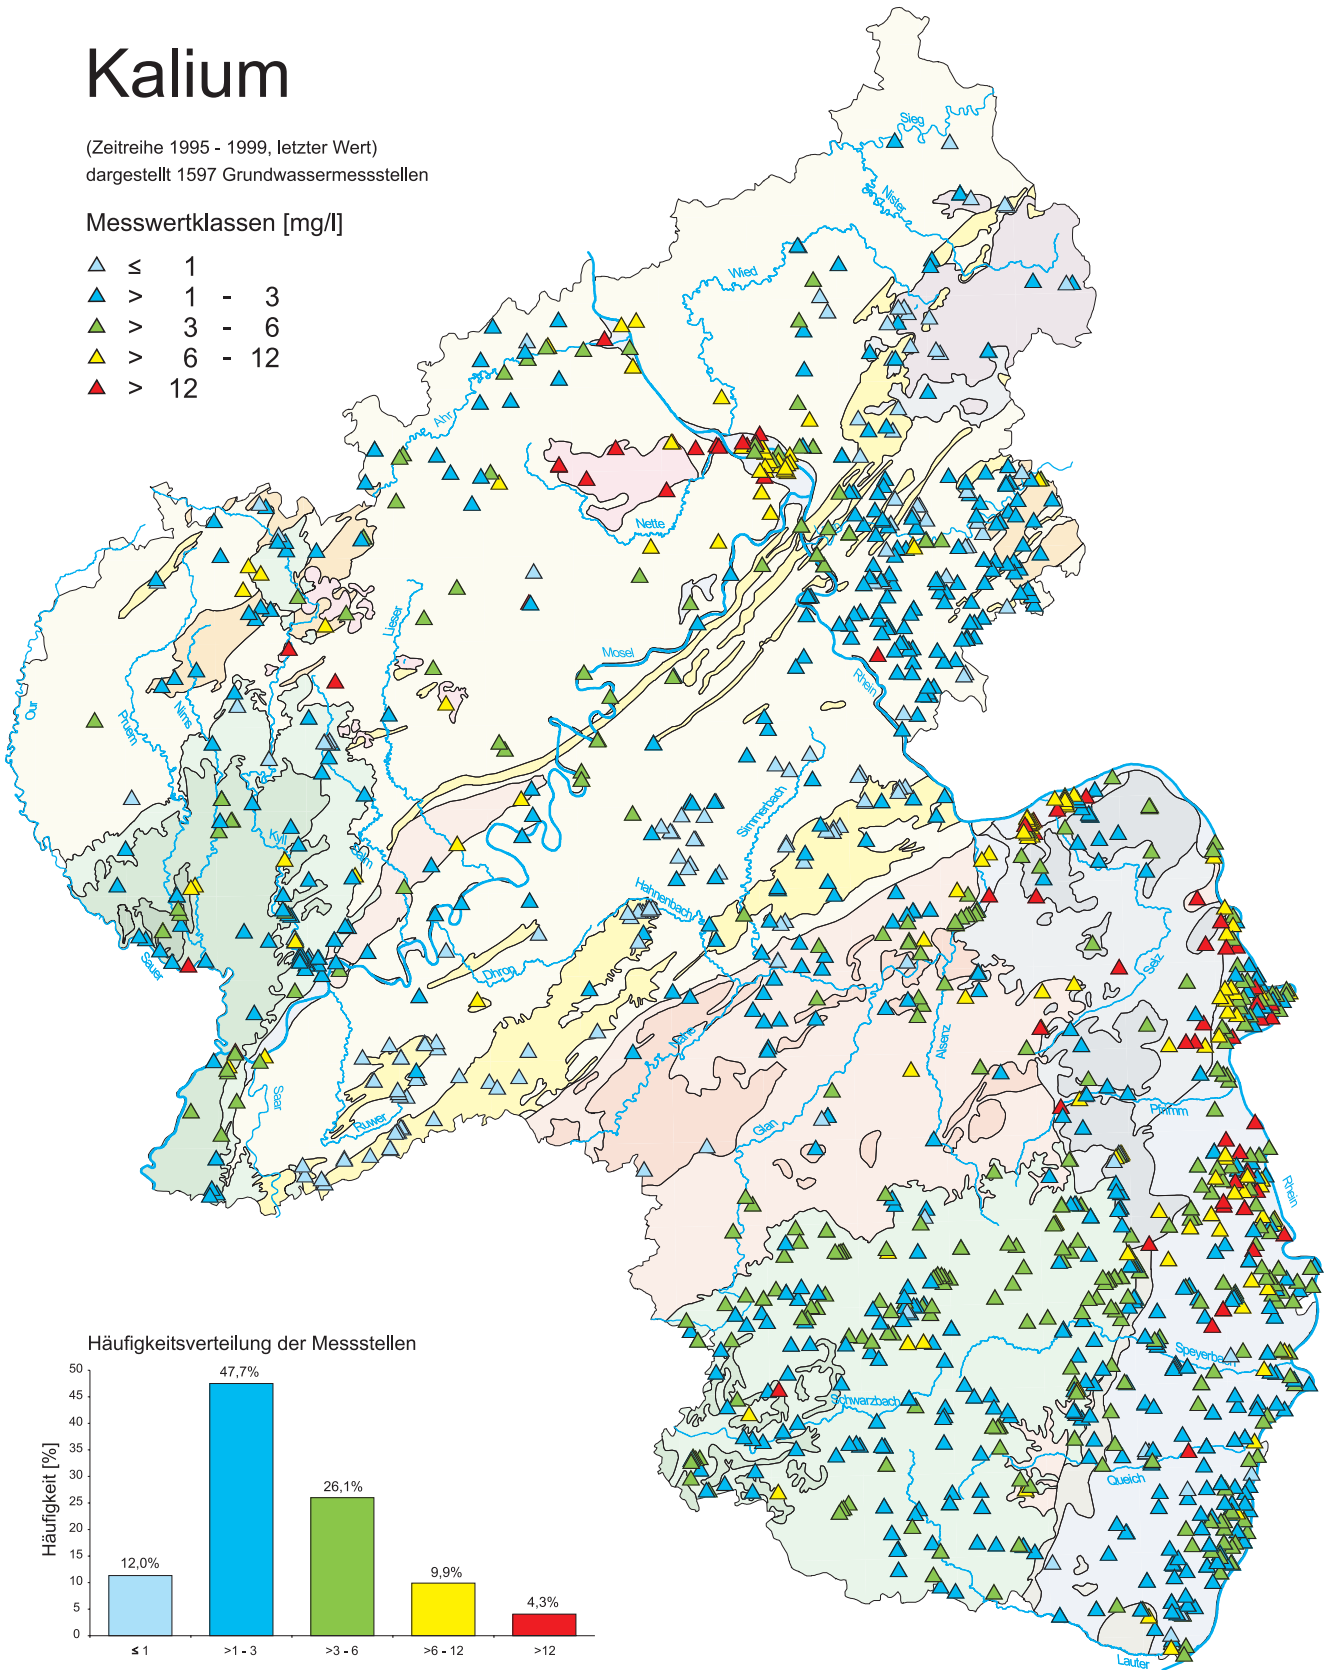 Kalium
(Zeitreihe 1995 - 1999, letzter Wert)
dargestellt 1597 Grundwassermessstellen
Messwertklassen [mg/l]
≤ 1
> 1 - 3
> 3 - 6
> 6 - 12
> 12
Sieg
Nister
Wied
Ahr
Nette
Lieser
Mosel
Rhein
Our
Pruem
Nims
Kyll
Salm
Simmerbach
Hahnenbach
Dhron
Sauer
Selz
Nahe
Alsenz
Saar
Ruwer
Glan
Pfrimm
Rhein
Speyerbach
Schwarzbach
Queich
Lauter
Häufigkeitsverteilung der Messstellen
Häufigkeit [%]
50
45
40
35
30
25
20
15
10
5
0
12,0%
47,7%
26,1%
9,9%
4,3%
≤ 1
>1 - 3
>3 - 6
>6 - 12
>12